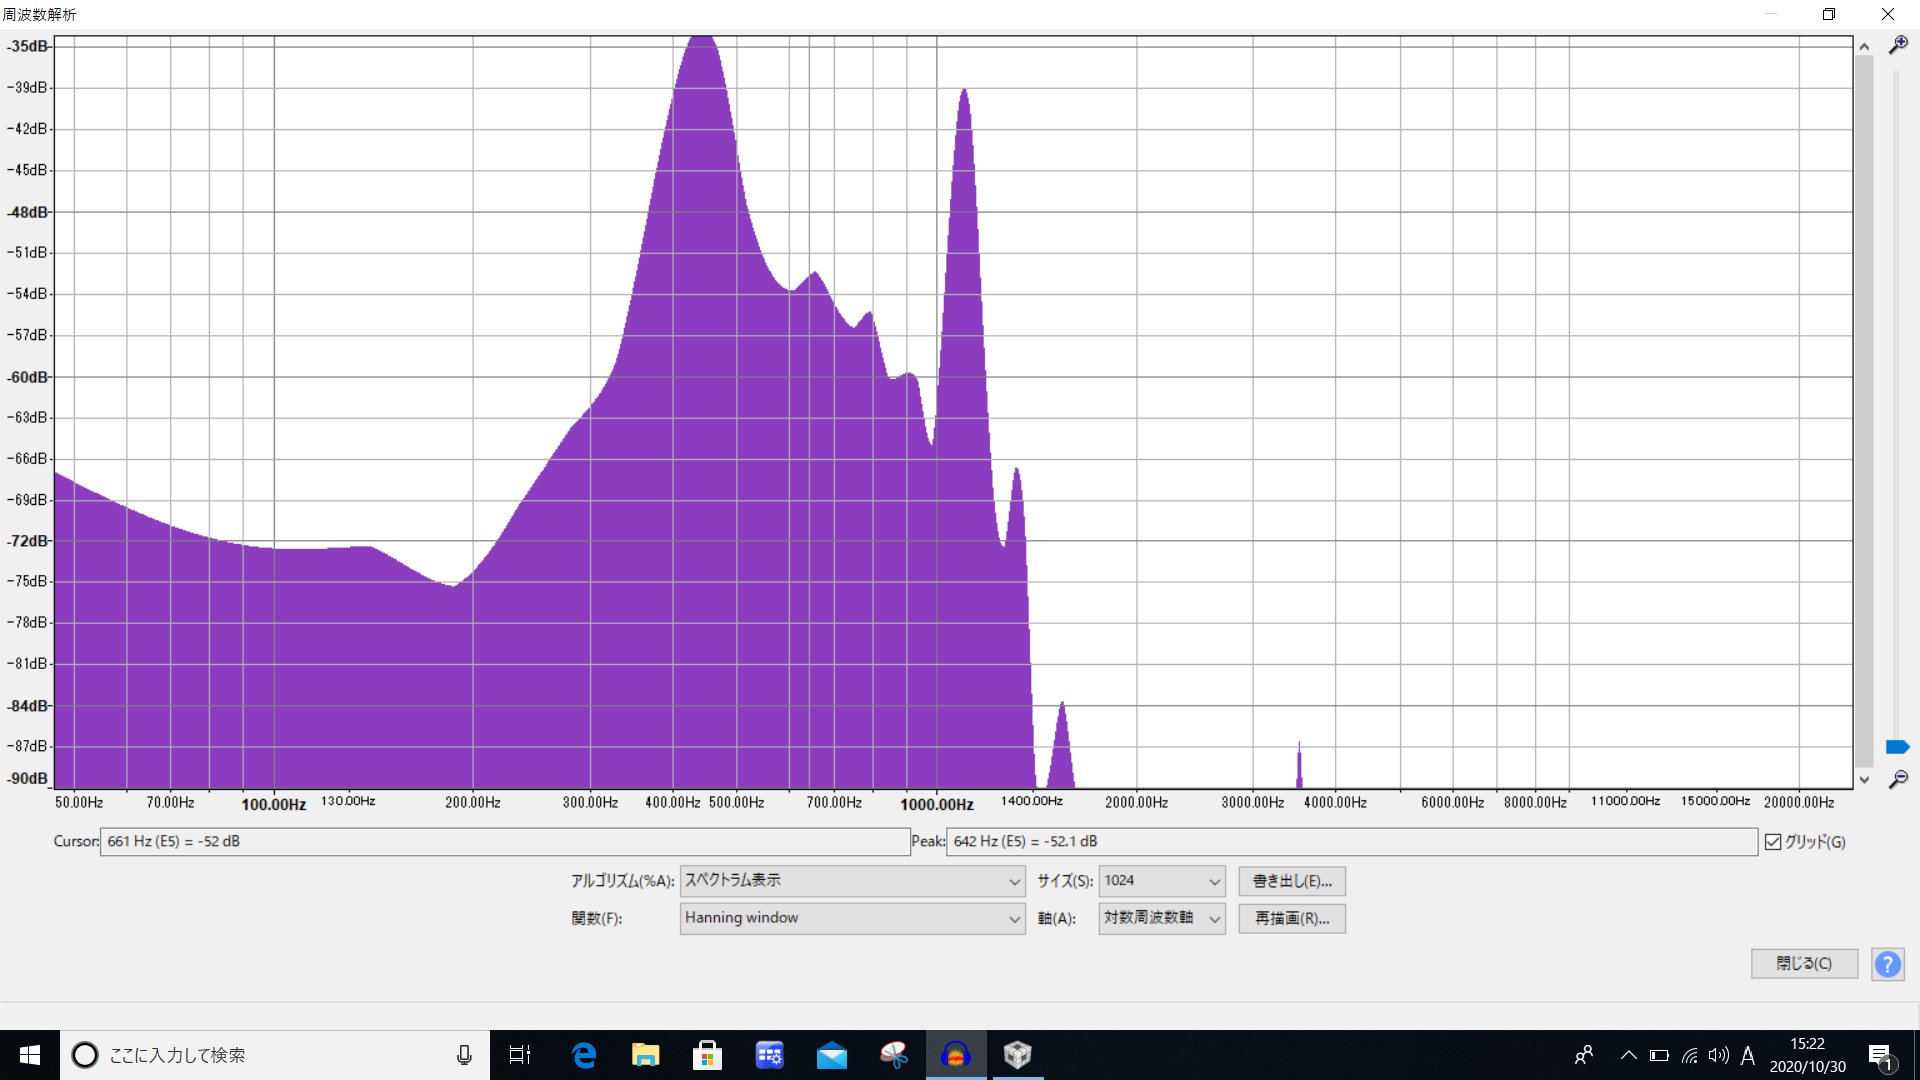 周波数解析
-35dB
-39dB
-42dB
-45dB
-48dB
-51dB
-54dB
-57dB
-60dB
-63dB
-66dB
-69dB
-72dB
-75dB
-78dB
-81dB
-84dB
-87dB
-90dB
50.00Hz 70.00Hz 100.00Hz 130.00Hz 200.00Hz 300.00Hz 400.00Hz 500.00Hz 700.00Hz 1000.00Hz 1400.00Hz 2000.00Hz 3000.00Hz 4000.00Hz 6000.00Hz 8000.00Hz 11000.00Hz 15000.00Hz 20000.00Hz
Cursor: 661 Hz (E5) = -52 dB Peak: 642 Hz (E5) = -52.1 dB グリッド(G)
アルゴリズム(%A): スペクトラム表示 サイズ(S): 1024 書き出し(E)...
関数(F): Hanning window 軸(A): 対数周波数軸 再描画(R)...
閉じる(C) ?
ここに入力して検索
A
15:22
2020/10/30
1